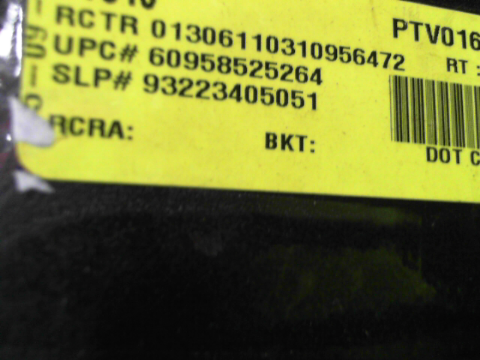 PTV016
RCTR 01306110310956472 RT :
UPC# 60958525264
SLP# 93223405051
RCRA: BKT:
DOT C